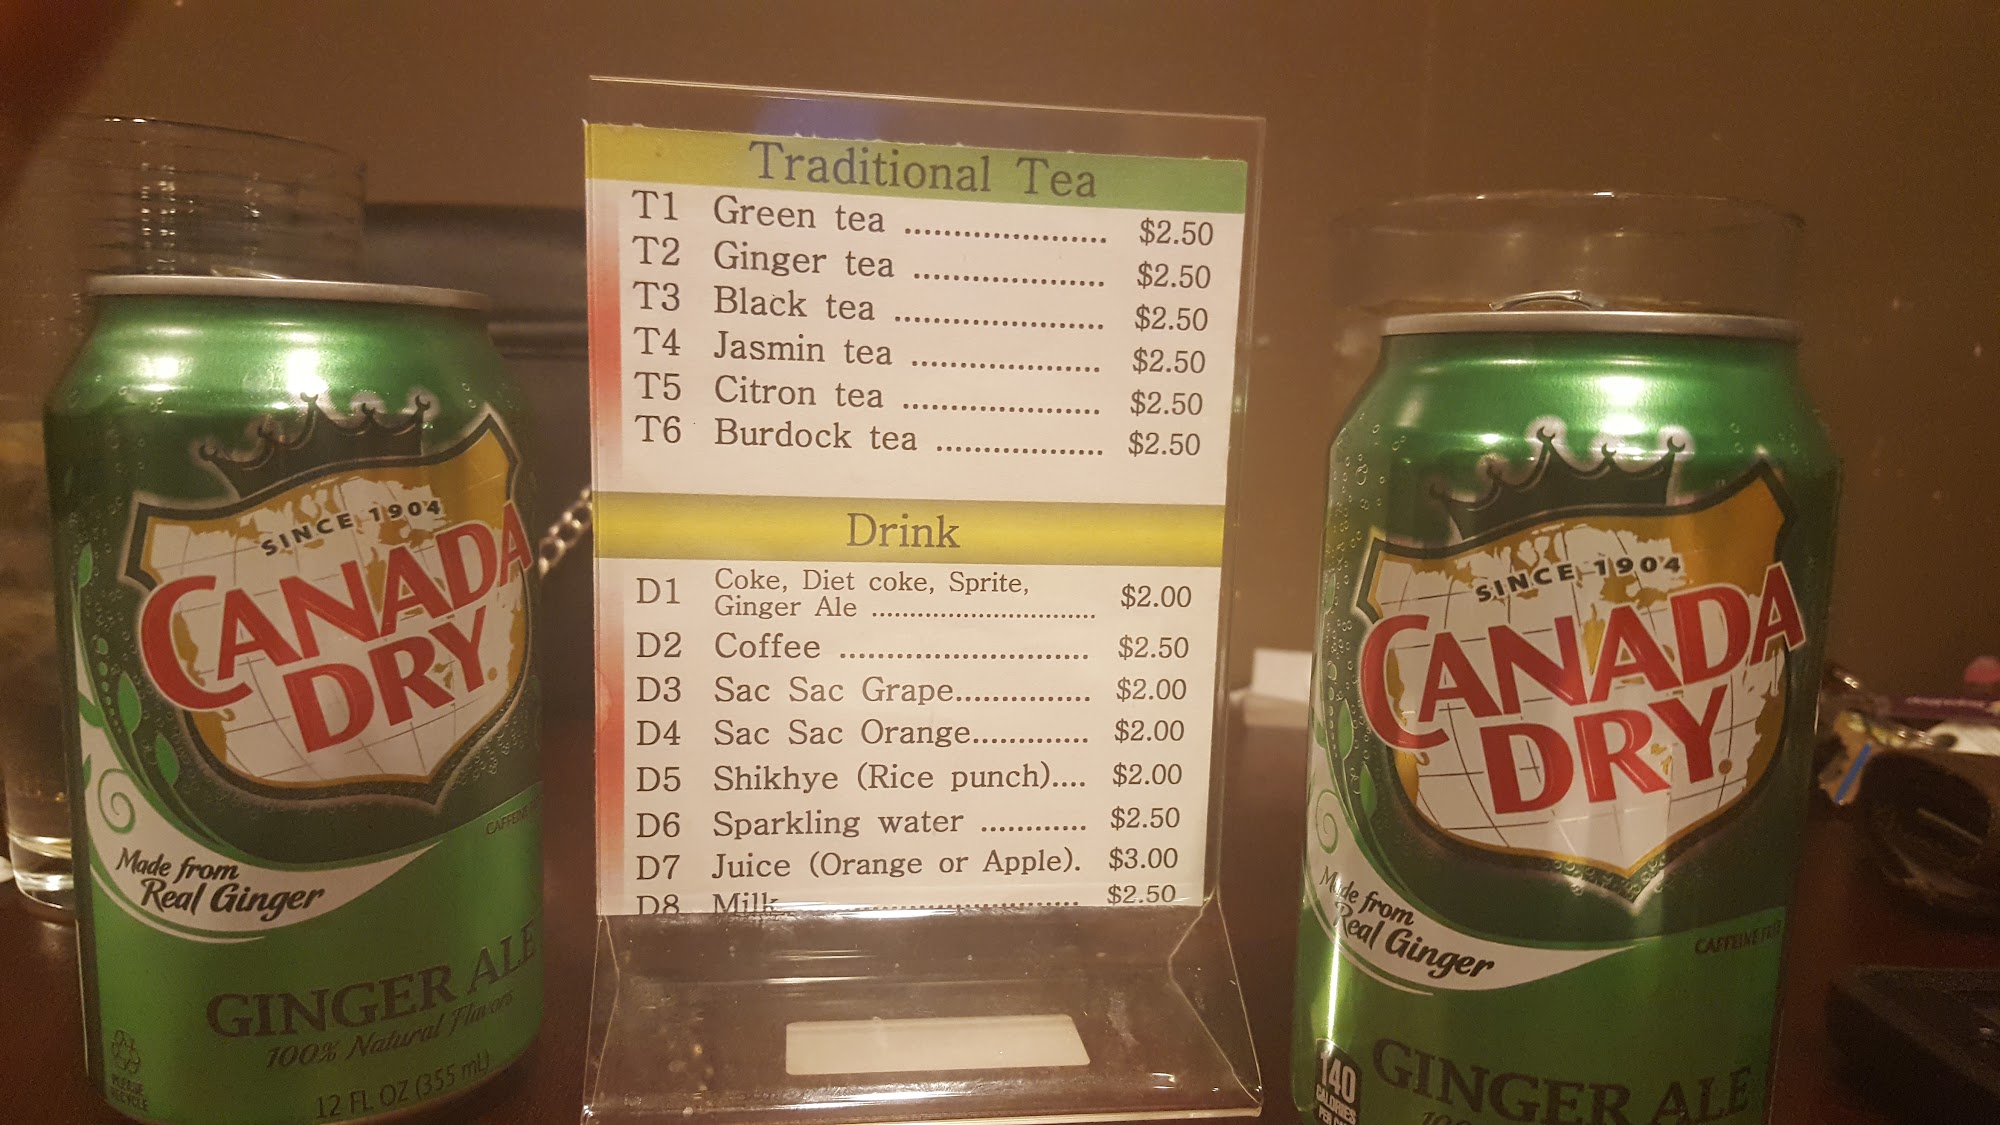 Traditional Tea
T1 Green tea ..................... $2.50
T2 Ginger tea .................... $2.50
T3 Black tea ...................... $2.50
T4 Jasmin tea .................... $2.50
T5 Citron tea ..................... $2.50
T6 Burdock tea .................. $2.50
Drink
D1 Coke, Diet coke, Sprite,
Ginger Ale ............................ $2.00
D2 Coffee ........................... $2.50
D3 Sac Sac Grape............... $2.00
D4 Sac Sac Orange............. $2.00
D5 Shikhye (Rice punch).... $2.00
D6 Sparkling water ............ $2.50
D7 Juice (Orange or Apple). $3.00
D8 Milk ............................ $2.50
SINCE 1904
CANADA
DRY
Made from
Real Ginger
GINGER ALE
100% Natural Flavors
12 FL OZ (355 mL)
PLEASE
RECYCLE
SINCE 1904
CANADA
DRY
Made from
Real Ginger
CAFFEINE FREE
GINGER ALE
140
CALORIES